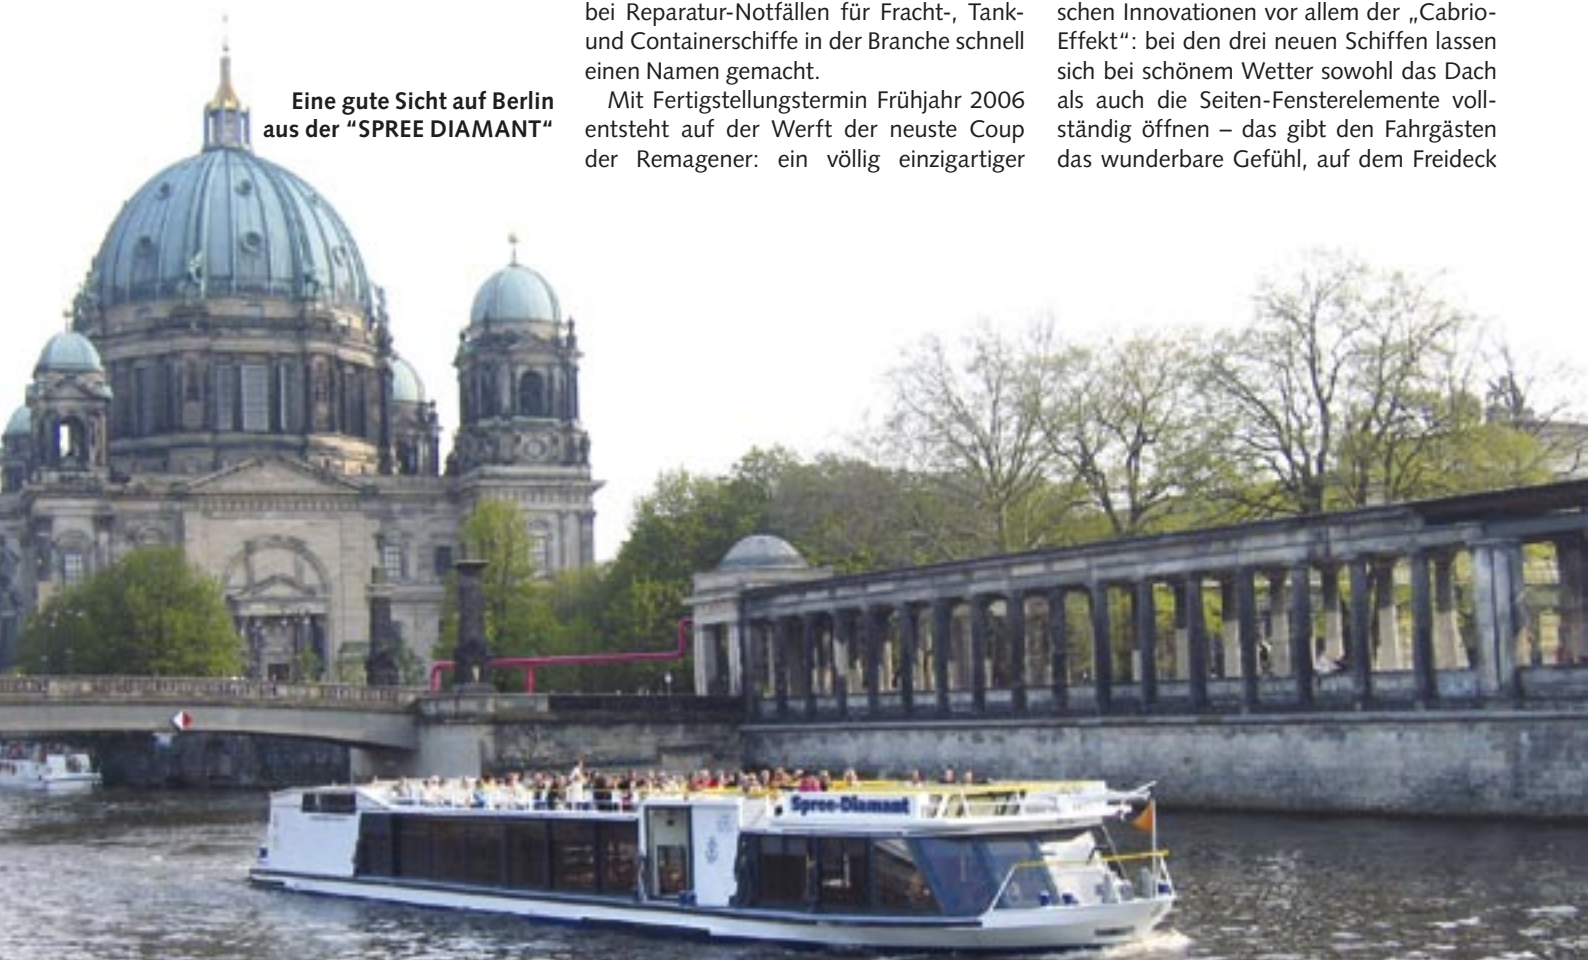 Eine gute Sicht auf Berlin
aus der “SPREE DIAMANT“
bei Reparatur-Notfällen für Fracht-, Tank-
und Containerschiffe in der Branche schnell
einen Namen gemacht.
Mit Fertigstellungstermin Frühjahr 2006
entsteht auf der Werft der neuste Coup
der Remagener: ein völlig einzigartiger
schen Innovationen vor allem der „Cabrio-
Effekt“: bei den drei neuen Schiffen lassen
sich bei schönem Wetter sowohl das Dach
als auch die Seiten-Fensterelemente voll-
ständig öffnen – das gibt den Fahrgästen
das wunderbare Gefühl, auf dem Freideck
Spree-Diamant